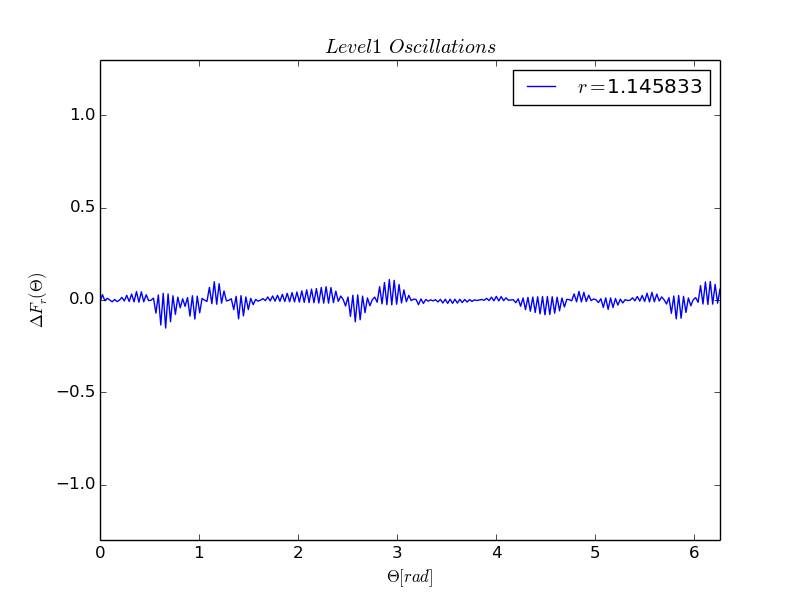 Level1 Oscillations
r=1.145833
1.0
0.5
0.0
−0.5
−1.0
ΔF_r(Θ)
0 1 2 3 4 5 6
Θ[rad]